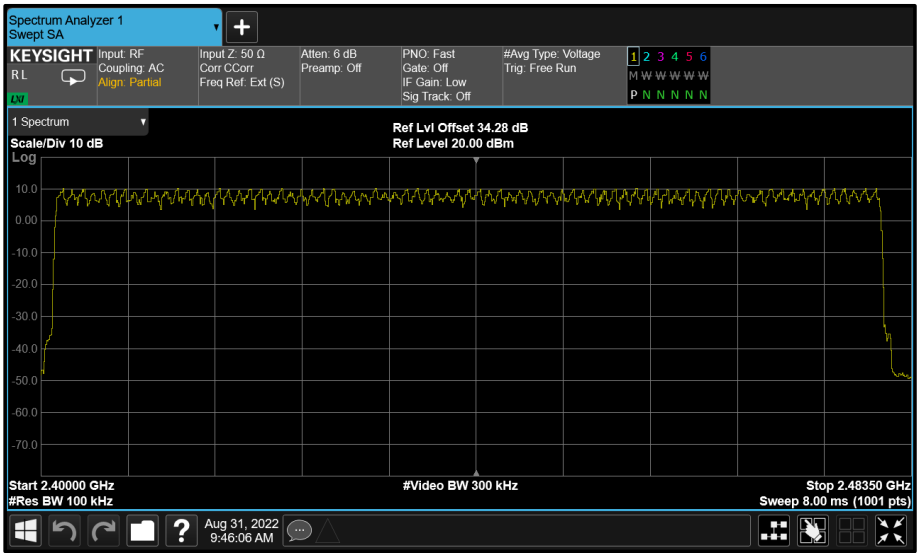 Spectrum Analyzer 1
Swept SA
+
KEYSIGHT
RL
LXI
Input: RF
Coupling: AC
Align: Partial
Input Z: 50 Ω
Corr CCorr
Freq Ref: Ext (S)
Atten: 6 dB
Preamp: Off
PNO: Fast
Gate: Off
IF Gain: Low
Sig Track: Off
#Avg Type: Voltage
Trig: Free Run
1 2 3 4 5 6
M W W W W W
P N N N N N
1 Spectrum
Scale/Div 10 dB
Ref Lvl Offset 34.28 dB
Ref Level 20.00 dBm
Log
10.0
0.00
-10.0
-20.0
-30.0
-40.0
-50.0
-60.0
-70.0
Start 2.40000 GHz
#Res BW 100 kHz
#Video BW 300 kHz
Stop 2.48350 GHz
Sweep 8.00 ms (1001 pts)
?
Aug 31, 2022
9:46:06 AM